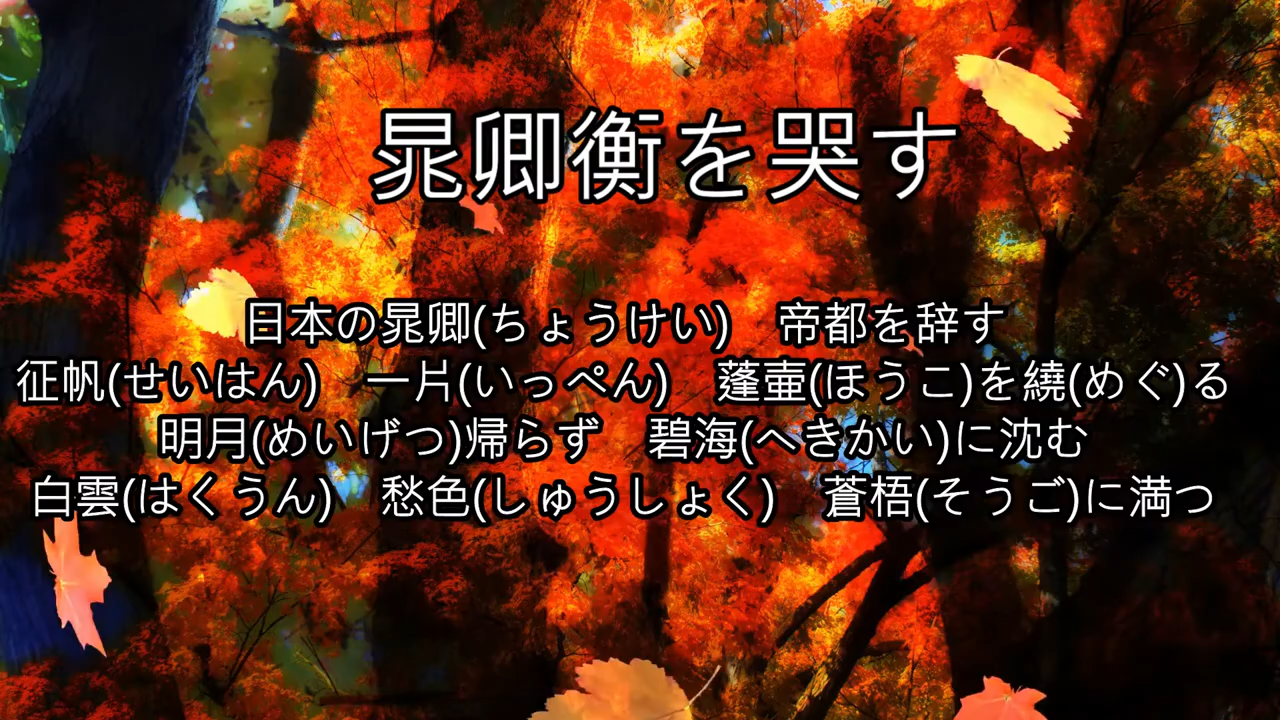 晁卿衡を哭す
日本の晁卿(ちょうけい)　帝都を辞す
征帆(せいはん)　一片(いっぺん)　蓬壷(ほうこ)を繞(めぐ)る
明月(めいげつ)帰らず　碧海(へきかい)に沈む
白雲(はくうん)　愁色(しゅうしょく)　蒼梧(そうご)に満つ